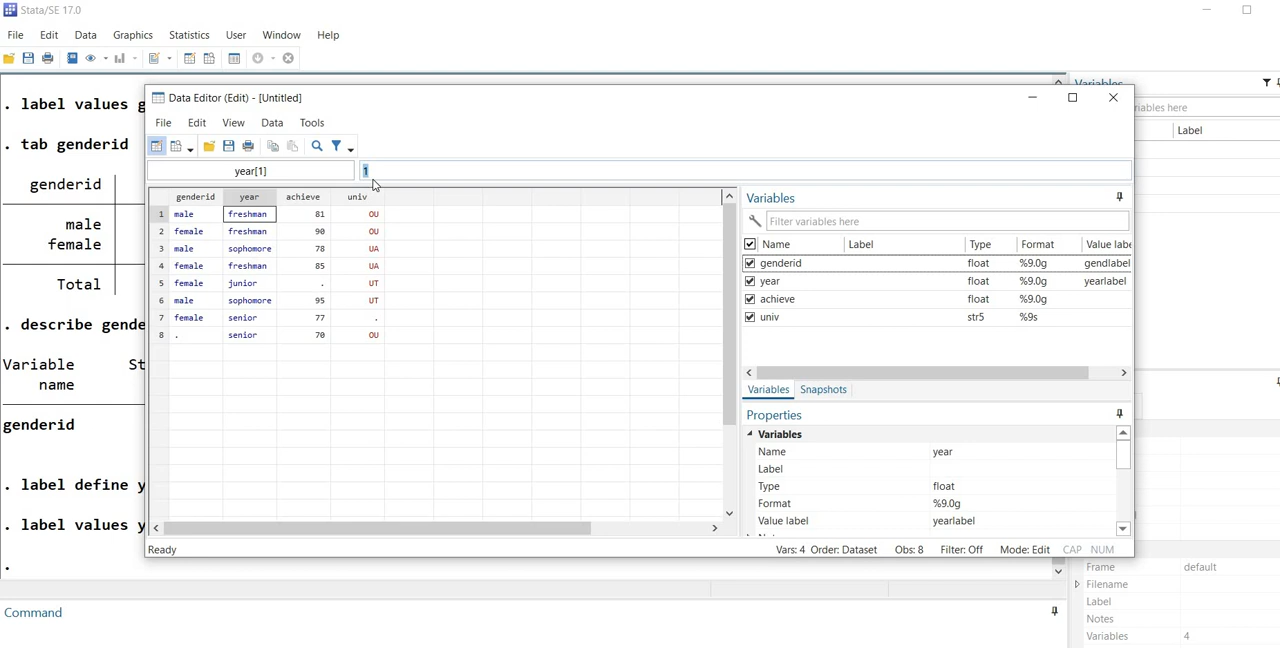 Stata/SE 17.0
File Edit Data Graphics Statistics User Window Help
Variables
. label values g
Data Editor (Edit) - [Untitled]
riables here
File Edit View Data Tools
Label
. tab genderid
year[1] 1
genderid
genderid year achieve univ
Variables
1 male freshman 81 OU
Filter variables here
male
2 female freshman 90 OU
female
3 male sophomore 78 UA
Name Label Type Format Value labe
4 female freshman 85 UA
genderid float %9.0g gendlabel
Total
5 female junior . UT
year float %9.0g yearlabel
6 male sophomore 95 UT
achieve float %9.0g
7 female senior 77 .
univ str5 %9s
. describe gende
8 . senior 70 OU
Variable St
name
Variables Snapshots
Properties
genderid
Variables
Name year
Label
. label define y
Type float
Format %9.0g
. label values y
Value label yearlabel
Ready Vars: 4 Order: Dataset Obs: 8 Filter: Off Mode: Edit CAP NUM
.
Frame default
Filename
Label
Command
Notes
Variables 4